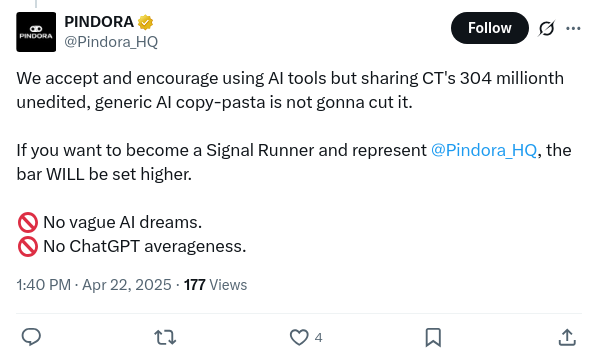 PINDORA
PINDORA
@Pindora_HQ
Follow
We accept and encourage using AI tools but sharing CT's 304 millionth
unedited, generic AI copy-pasta is not gonna cut it.
If you want to become a Signal Runner and represent @Pindora_HQ, the
bar WILL be set higher.
🚫 No vague AI dreams.
🚫 No ChatGPT averageness.
1:40 PM · Apr 22, 2025 · 177 Views
4